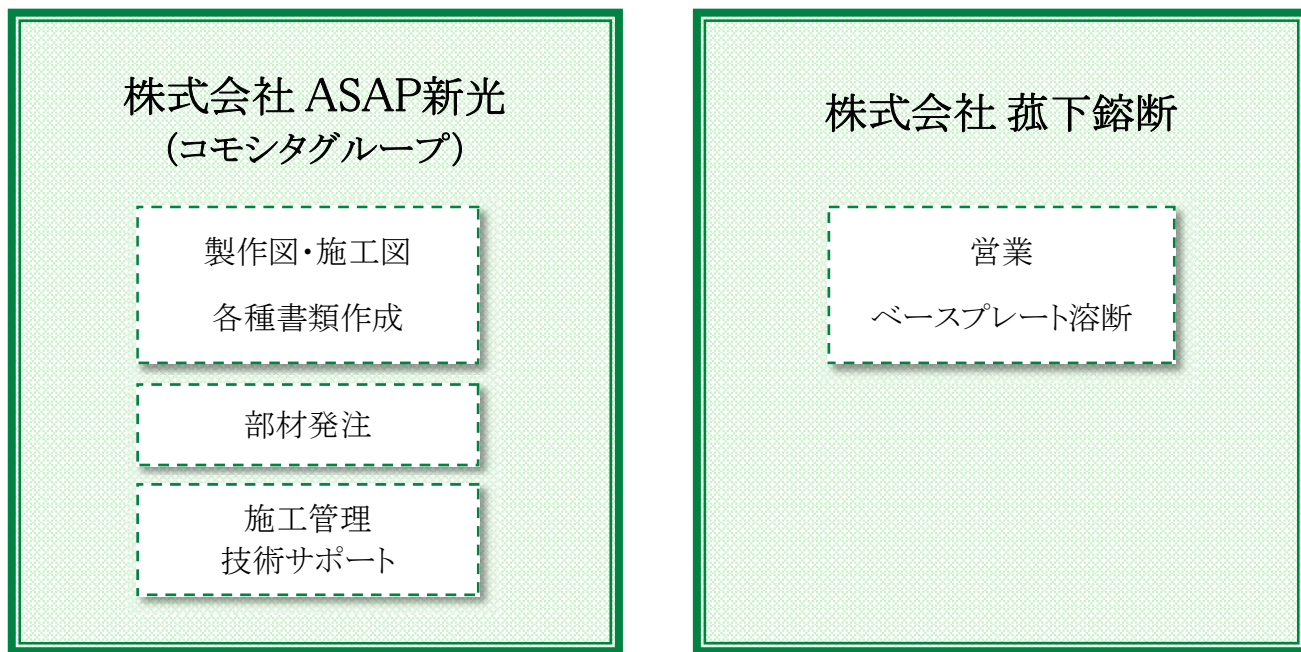 株式会社 ASAP新光
(コモシタグループ)
製作図・施工図
各種書類作成
部材発注
施工管理
技術サポート
株式会社 菰下鎔断
営業
ベースプレート溶断